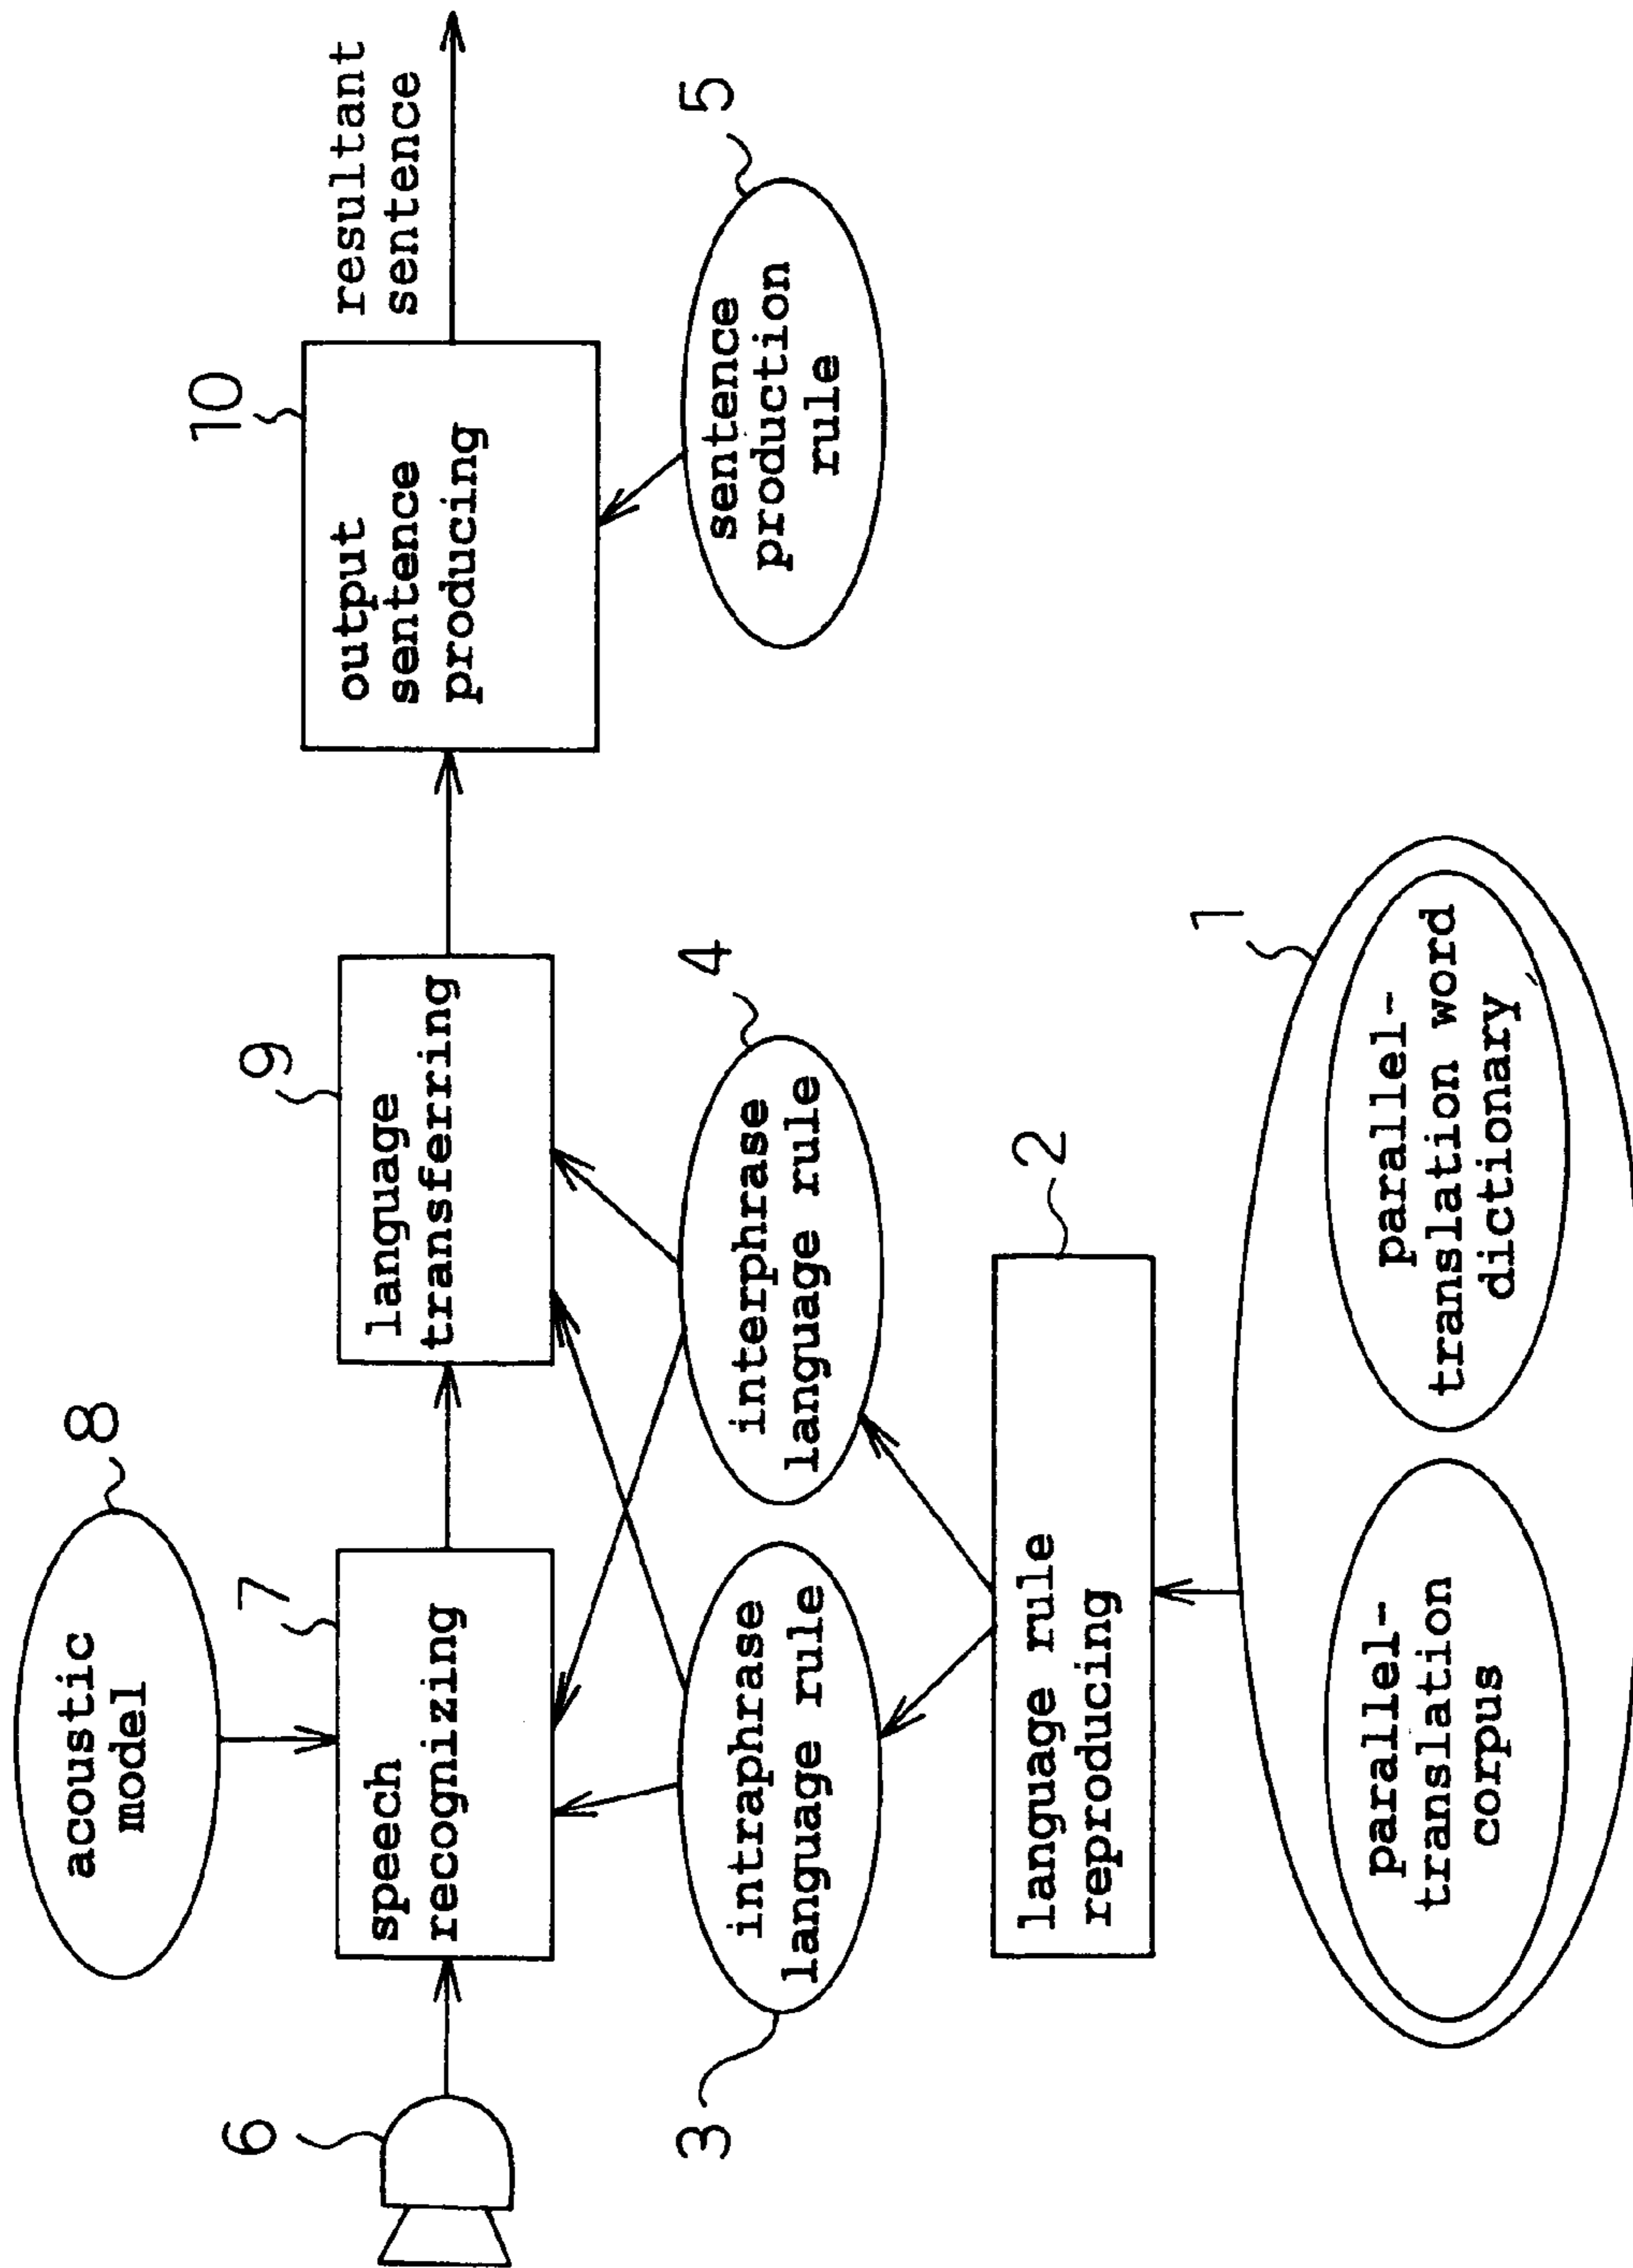 acoustic
model
8
6
7
speech
recognizing
9
language
transferring
10
output
sentence
producing
resultant
sentence
3
intraphrase
language rule
4
interphrase
language rule
5
sentence
production
rule
2
language rule
reproducing
1
parallel-
translation
corpus
parallel-
translation word
dictionary